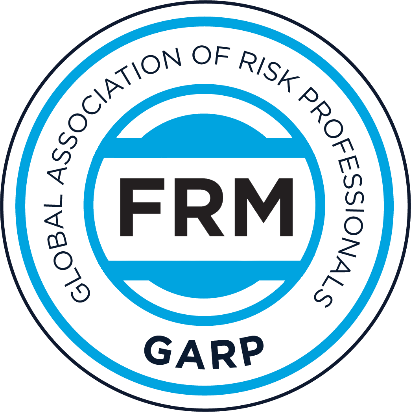 GLOBAL ASSOCIATION OF RISK PROFESSIONALS
FRM
GARP